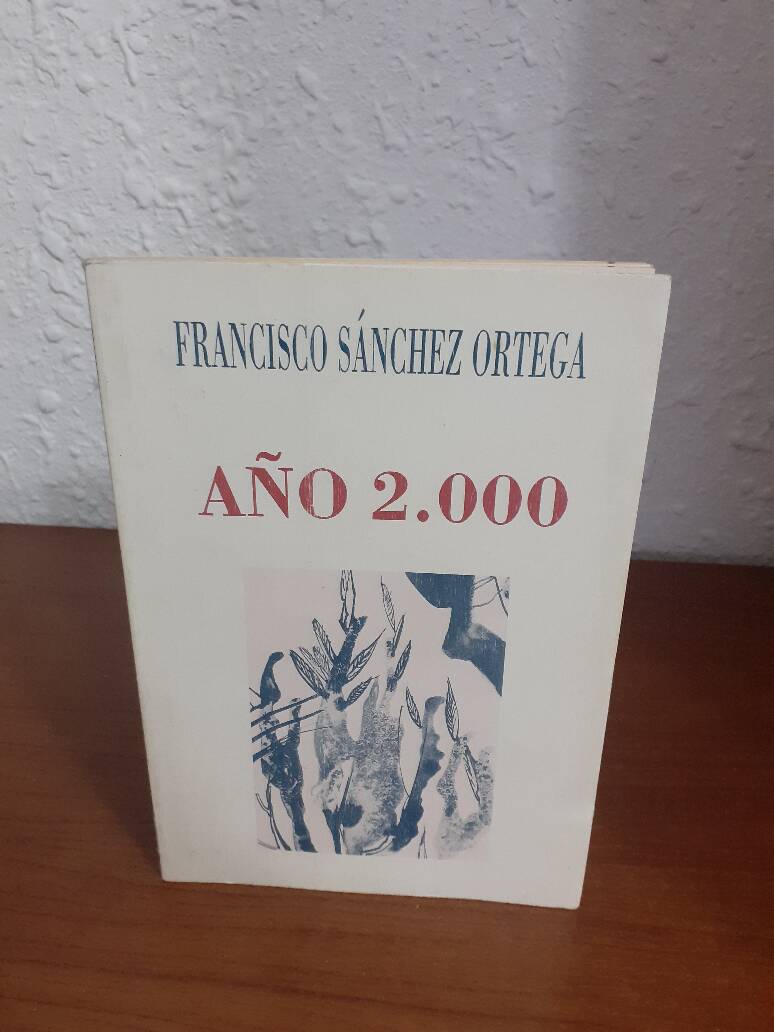 FRANCISCO SÁNCHEZ ORTEGA
AÑO 2.000